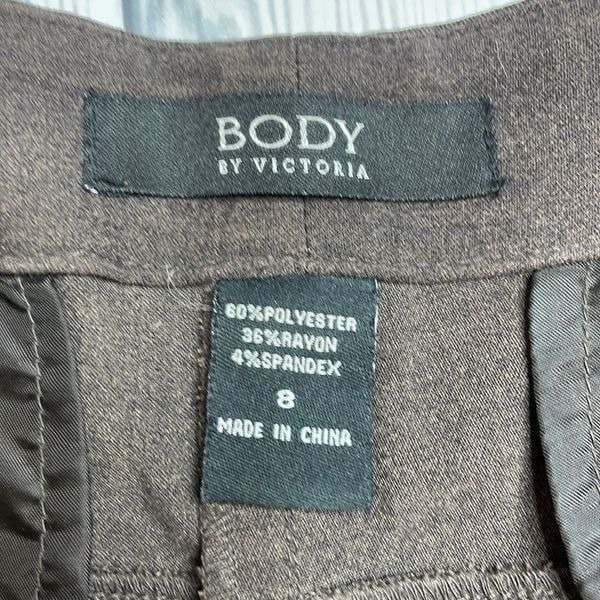 BODY
BY VICTORIA
60%POLYESTER
36%RAYON
4%SPANDEX
8
MADE IN CHINA